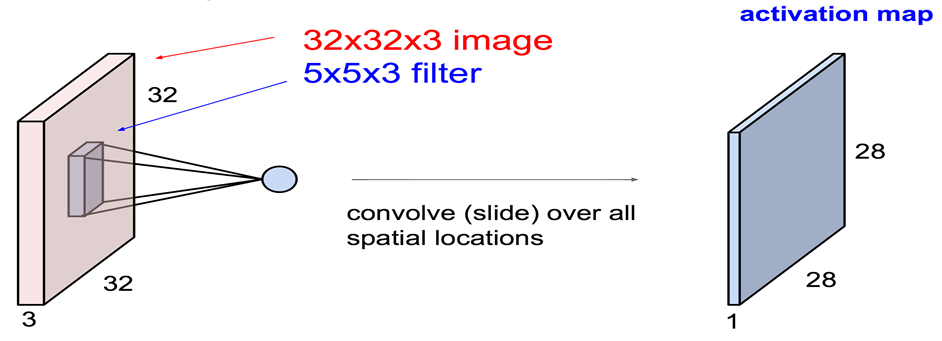 activation map
32x32x3 image
5x5x3 filter
32
28
convolve (slide) over all
spatial locations
32
28
3
1